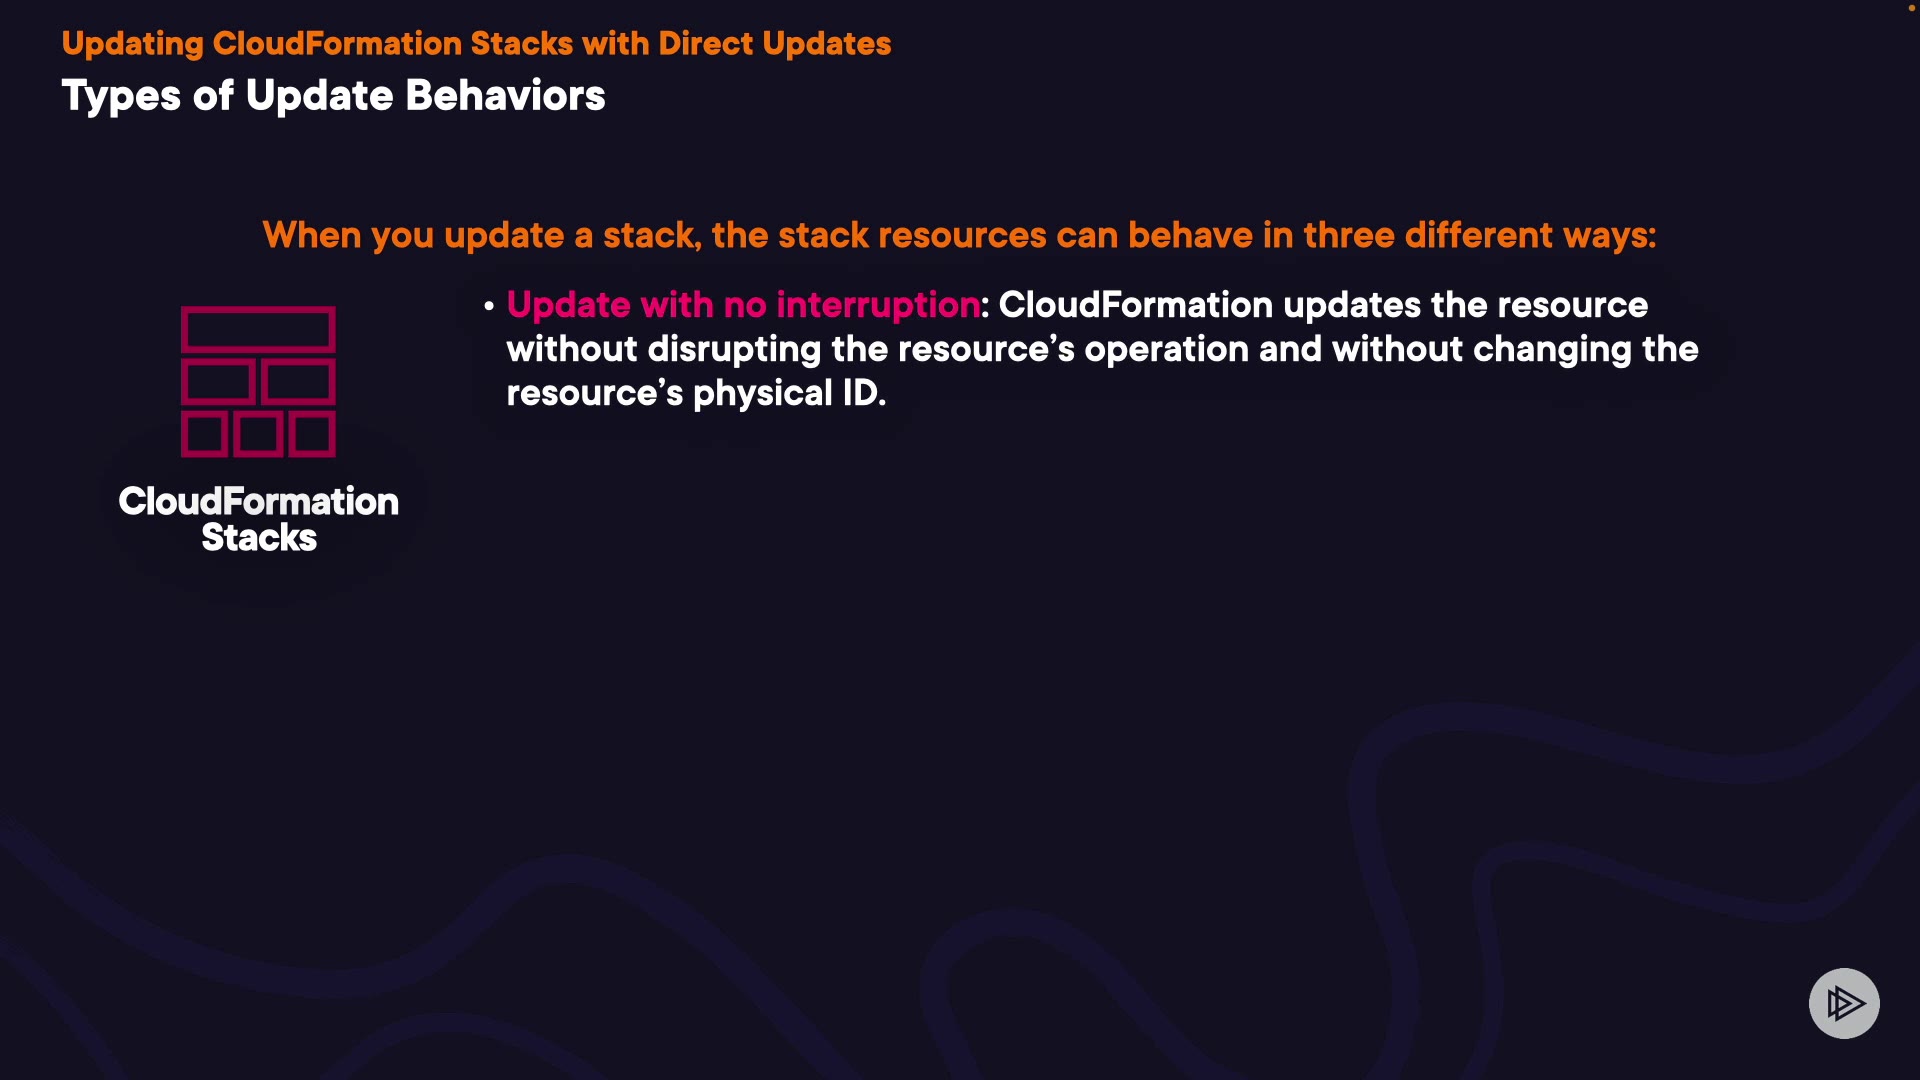 Updating CloudFormation Stacks with Direct Updates
Types of Update Behaviors
When you update a stack, the stack resources can behave in three different ways:
• Update with no interruption: CloudFormation updates the resource
without disrupting the resource’s operation and without changing the
resource’s physical ID.
CloudFormation
Stacks